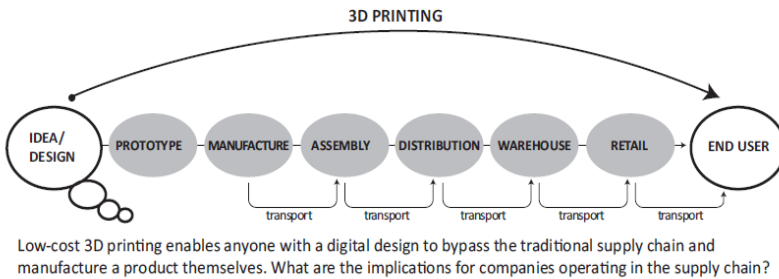 3D PRINTING
IDEA/
DESIGN
PROTOTYPE
MANUFACTURE
ASSEMBLY
DISTRIBUTION
WAREHOUSE
RETAIL
END USER
transport
transport
transport
transport
transport
Low-cost 3D printing enables anyone with a digital design to bypass the traditional supply chain and
manufacture a product themselves. What are the implications for companies operating in the supply chain?